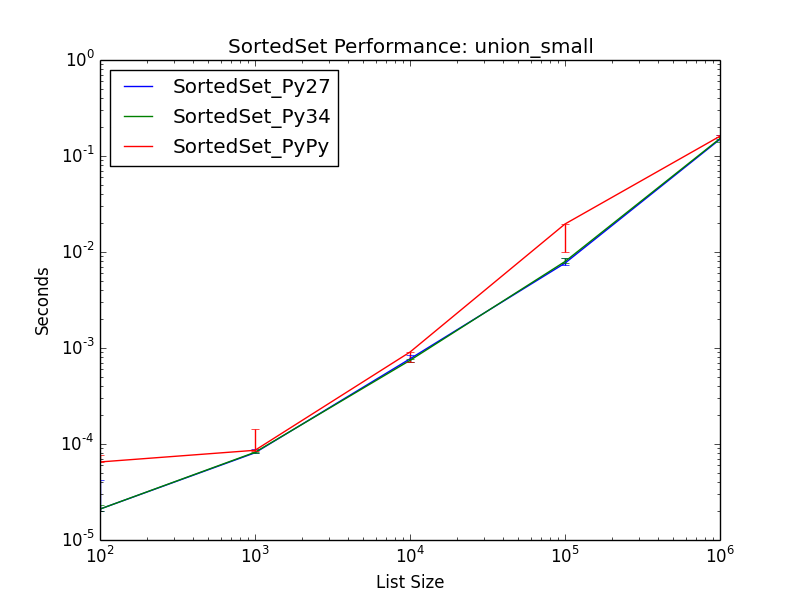 SortedSet Performance: union_small
SortedSet_Py27
SortedSet_Py34
SortedSet_PyPy
Seconds
10^0
10^-1
10^-2
10^-3
10^-4
10^-5
10^2 10^3 10^4 10^5 10^6
List Size